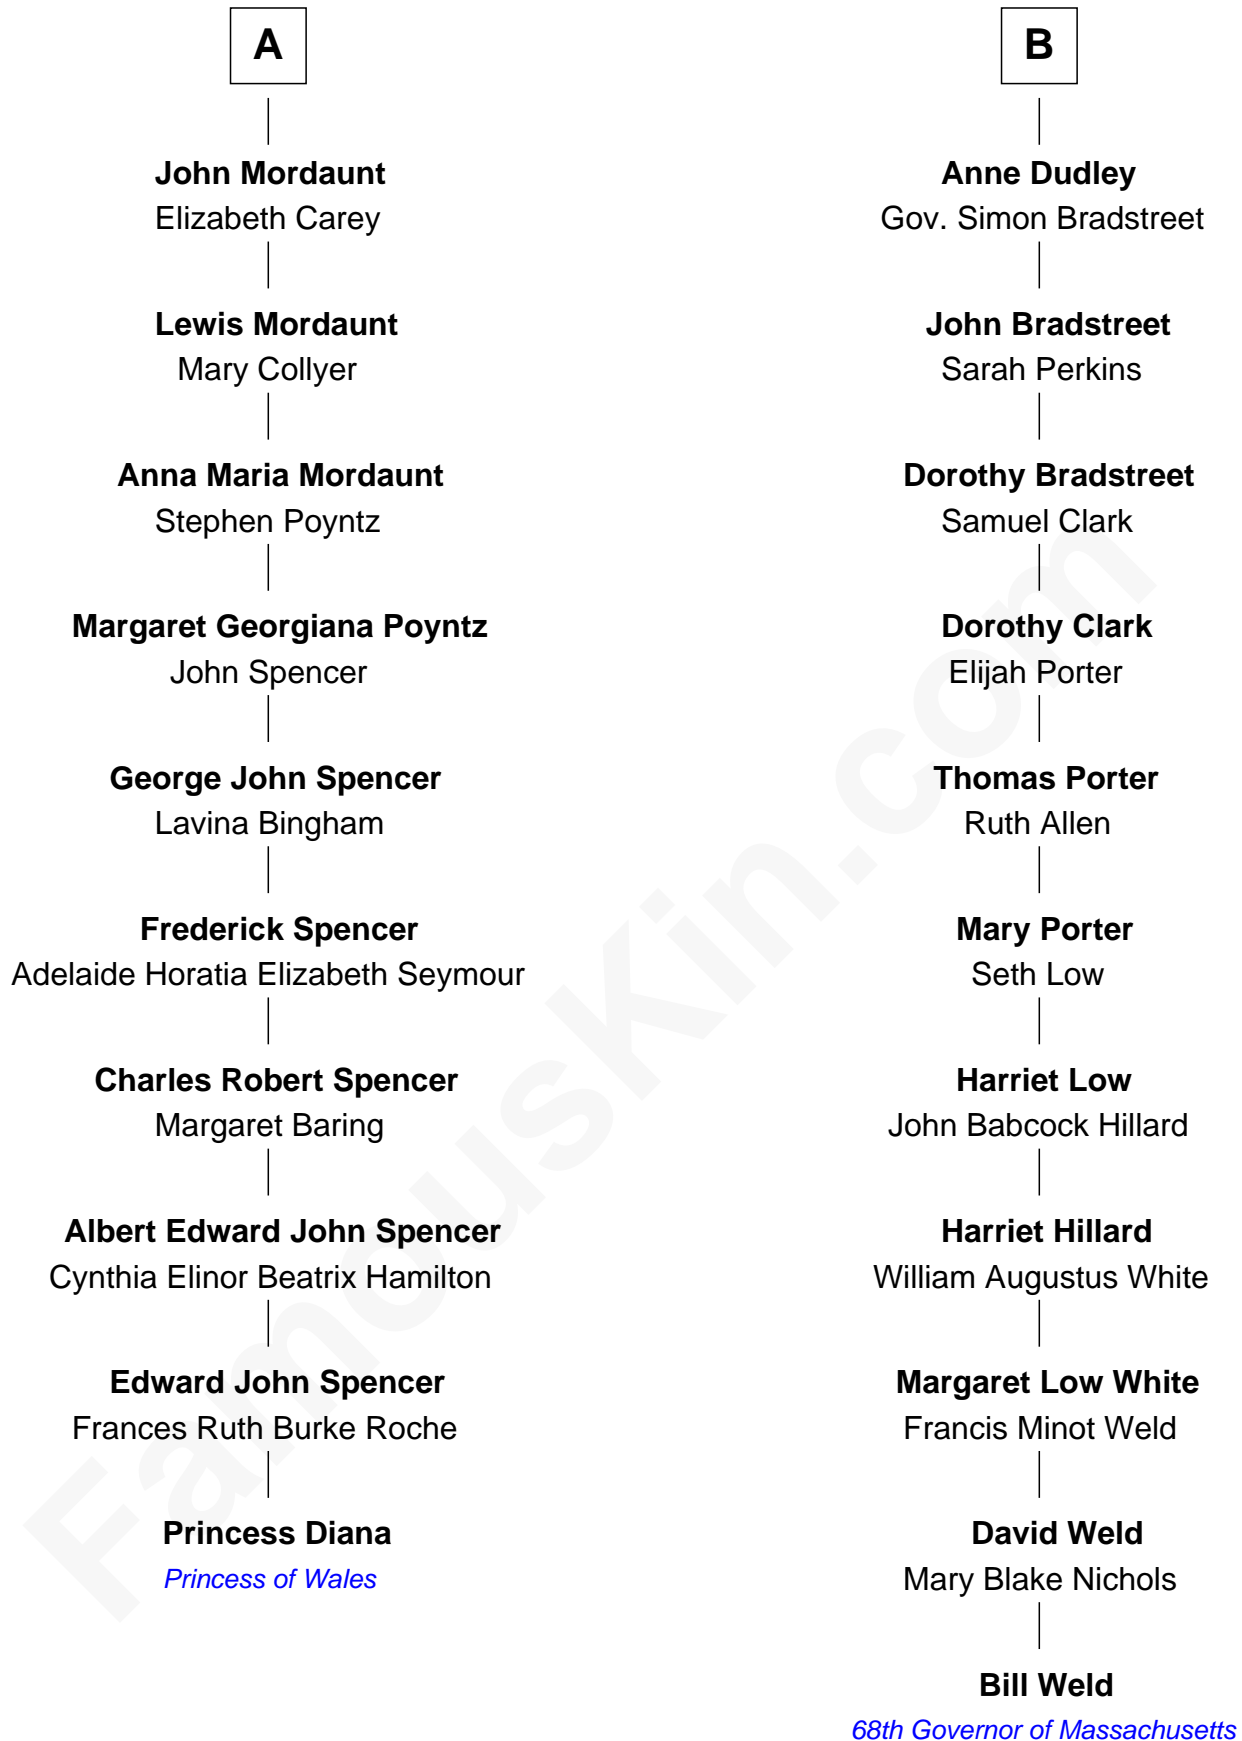 A
John Mordaunt
Elizabeth Carey
Lewis Mordaunt
Mary Collyer
Anna Maria Mordaunt
Stephen Poyntz
Margaret Georgiana Poyntz
John Spencer
George John Spencer
Lavina Bingham
Frederick Spencer
Adelaide Horatia Elizabeth Seymour
Charles Robert Spencer
Margaret Baring
Albert Edward John Spencer
Cynthia Elinor Beatrix Hamilton
Edward John Spencer
Frances Ruth Burke Roche
Princess Diana
Princess of Wales
B
Anne Dudley
Gov. Simon Bradstreet
John Bradstreet
Sarah Perkins
Dorothy Bradstreet
Samuel Clark
Dorothy Clark
Elijah Porter
Thomas Porter
Ruth Allen
Mary Porter
Seth Low
Harriet Low
John Babcock Hillard
Harriet Hillard
William Augustus White
Margaret Low White
Francis Minot Weld
David Weld
Mary Blake Nichols
Bill Weld
68th Governor of Massachusetts
FamousKin.com